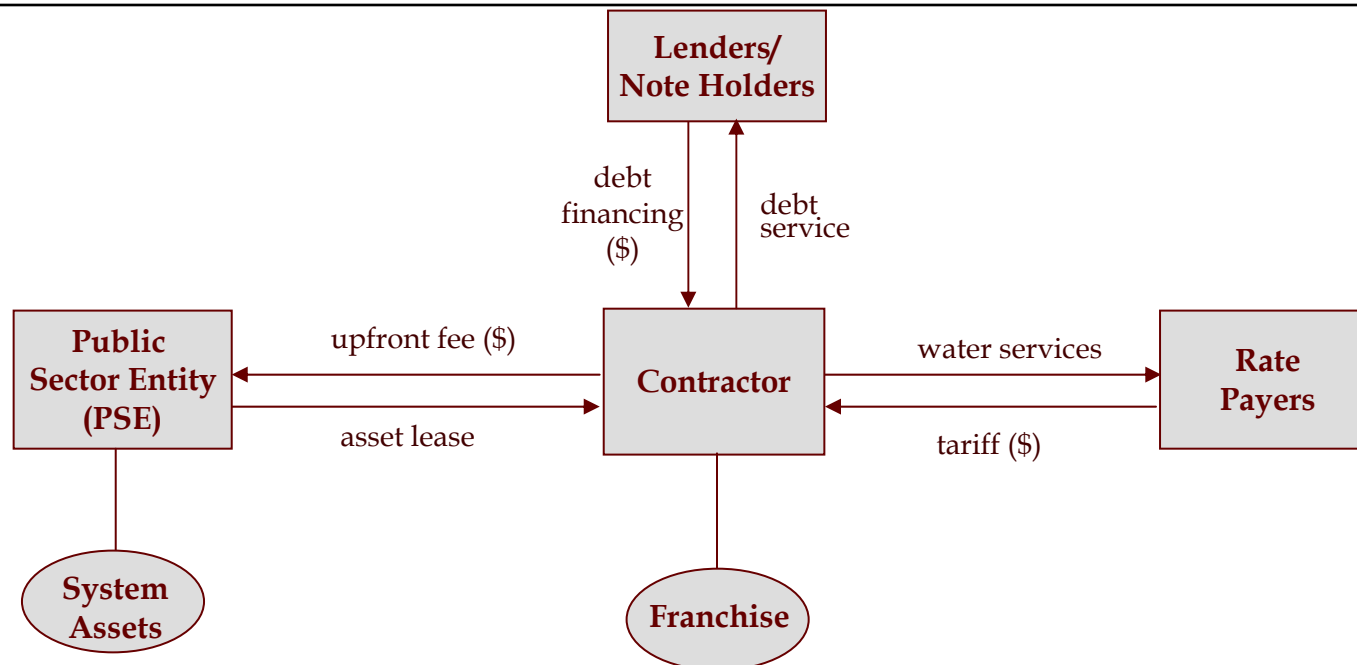 Lenders/
Note Holders
debt
financing
($)
debt
service
Public
Sector Entity
(PSE)
upfront fee ($)
asset lease
Contractor
water services
tariff ($)
Rate
Payers
System
Assets
Franchise